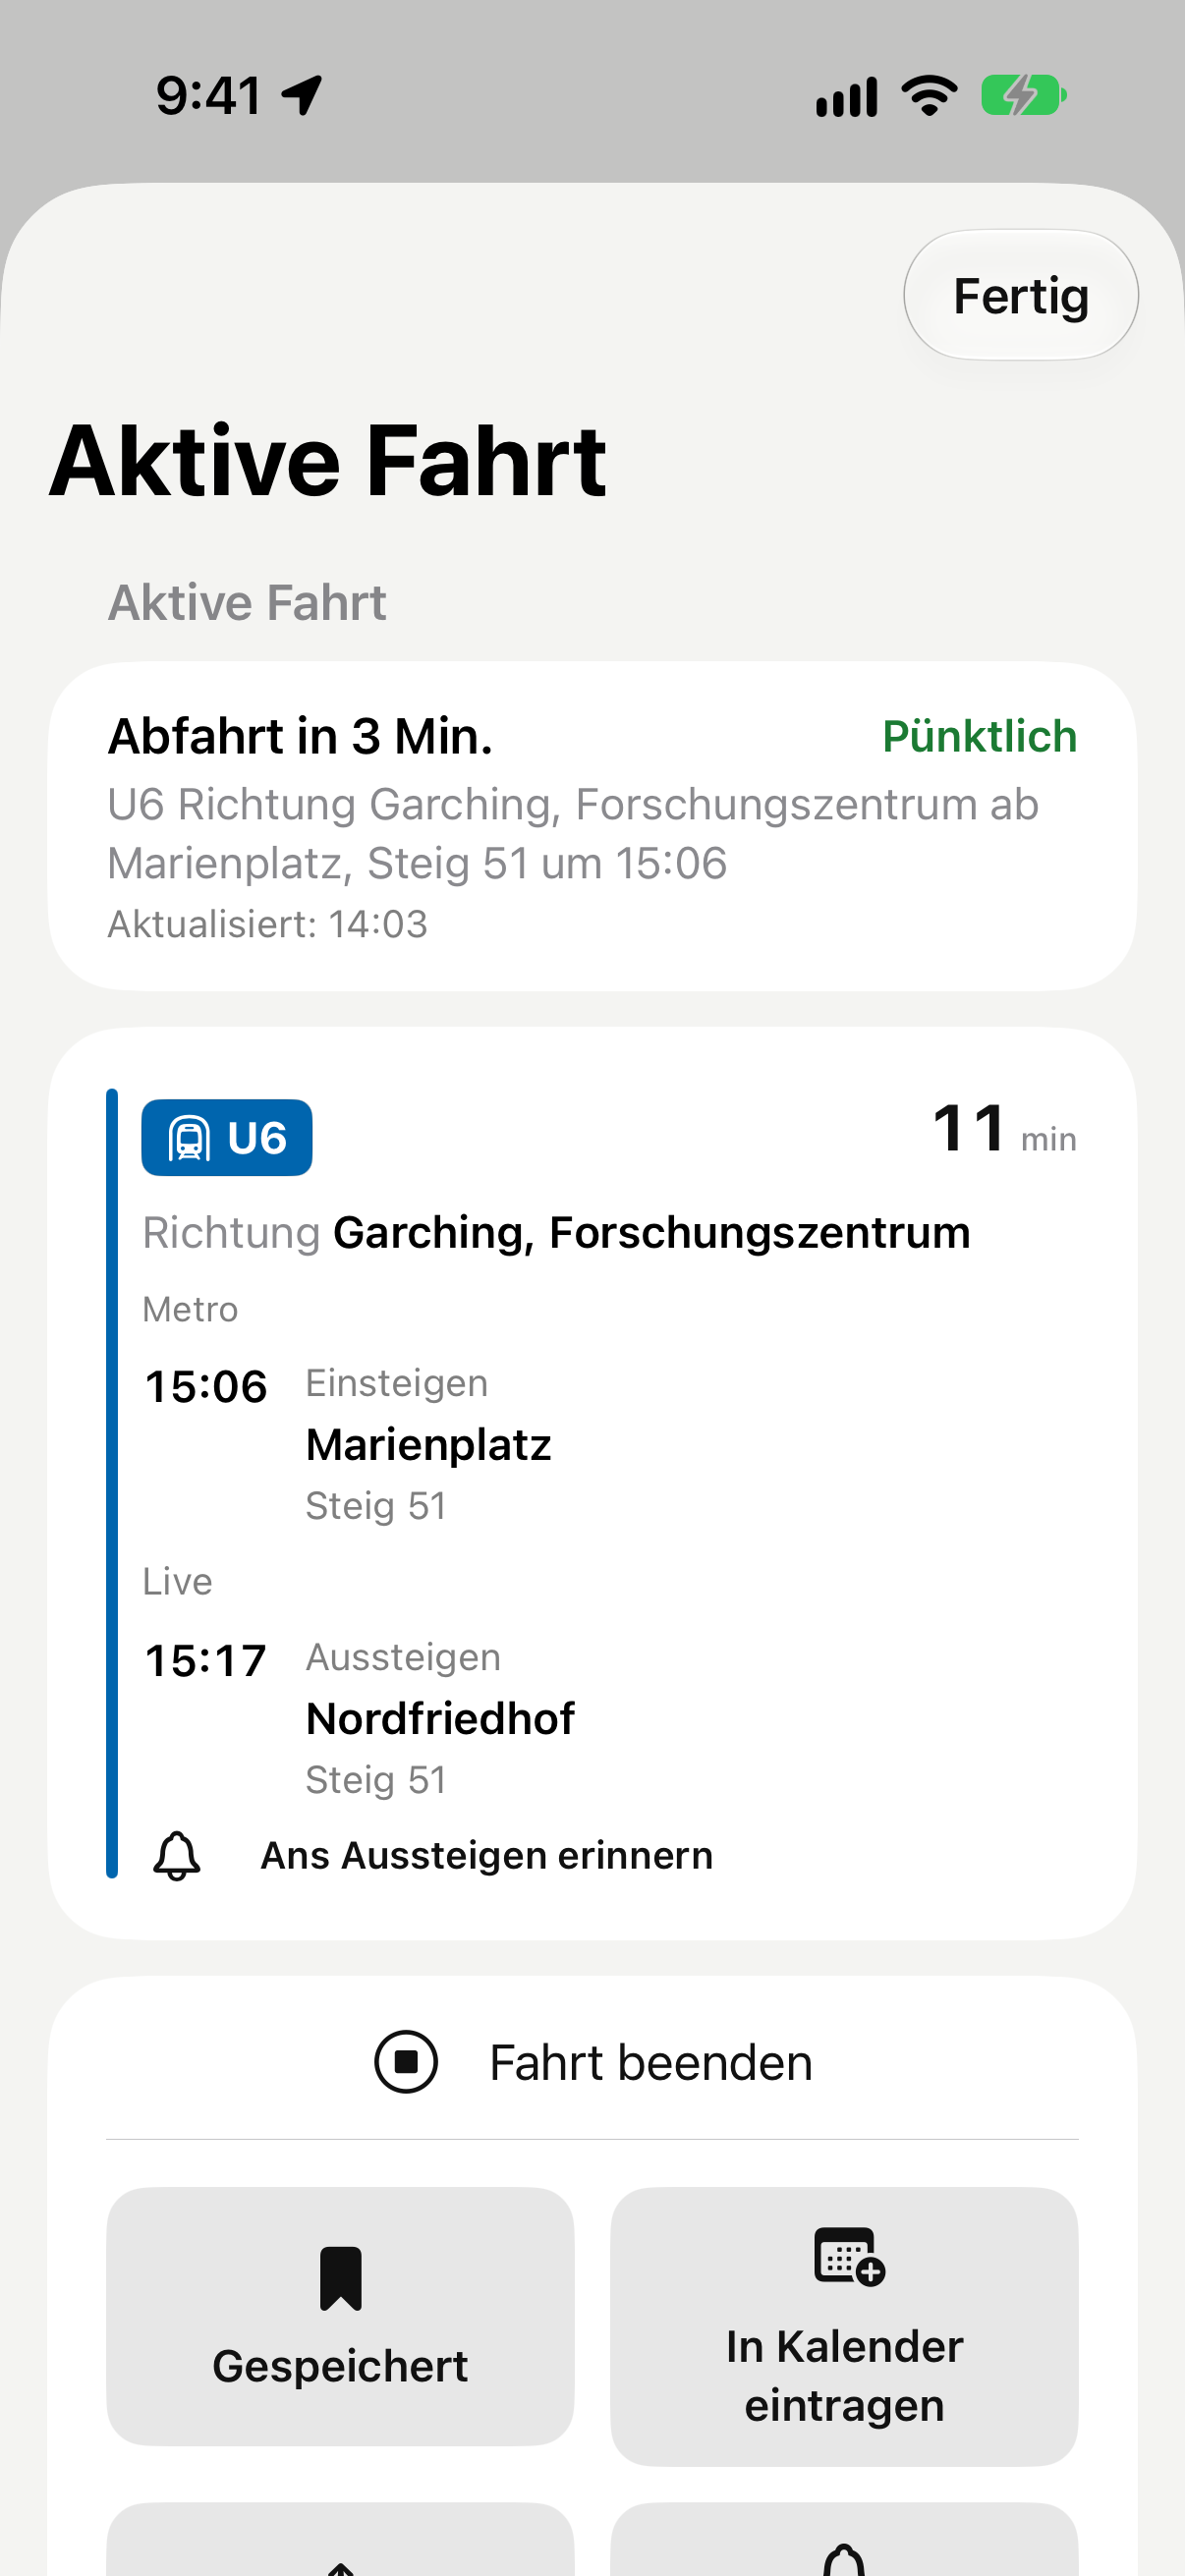 9:41
Fertig
Aktive Fahrt
Aktive Fahrt
Abfahrt in 3 Min.
Pünktlich
U6 Richtung Garching, Forschungszentrum ab
Marienplatz, Steig 51 um 15:06
Aktualisiert: 14:03
U6
11 min
Richtung Garching, Forschungszentrum
Metro
15:06 Einsteigen
Marienplatz
Steig 51
Live
15:17 Aussteigen
Nordfriedhof
Steig 51
Ans Aussteigen erinnern
Fahrt beenden
Gespeichert
In Kalender
eintragen